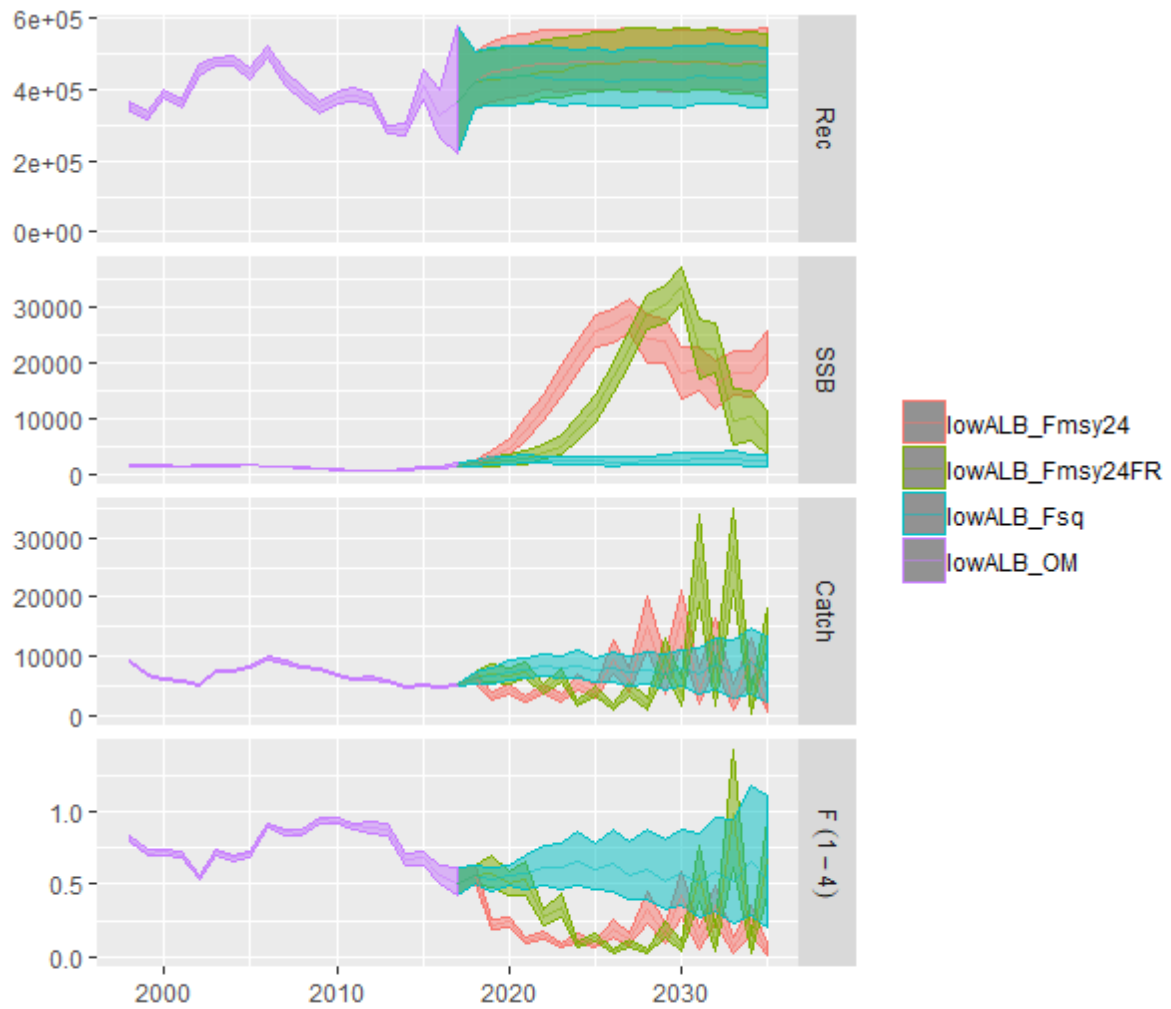 6e+05
4e+05
2e+05
0e+00
Rec
30000
20000
10000
0
SSB
30000
20000
10000
0
Catch
1.0
0.5
0.0
F (1 – 4)
2000 2010 2020 2030
lowALB_Fmsy24
lowALB_Fmsy24FR
lowALB_Fsq
lowALB_OM